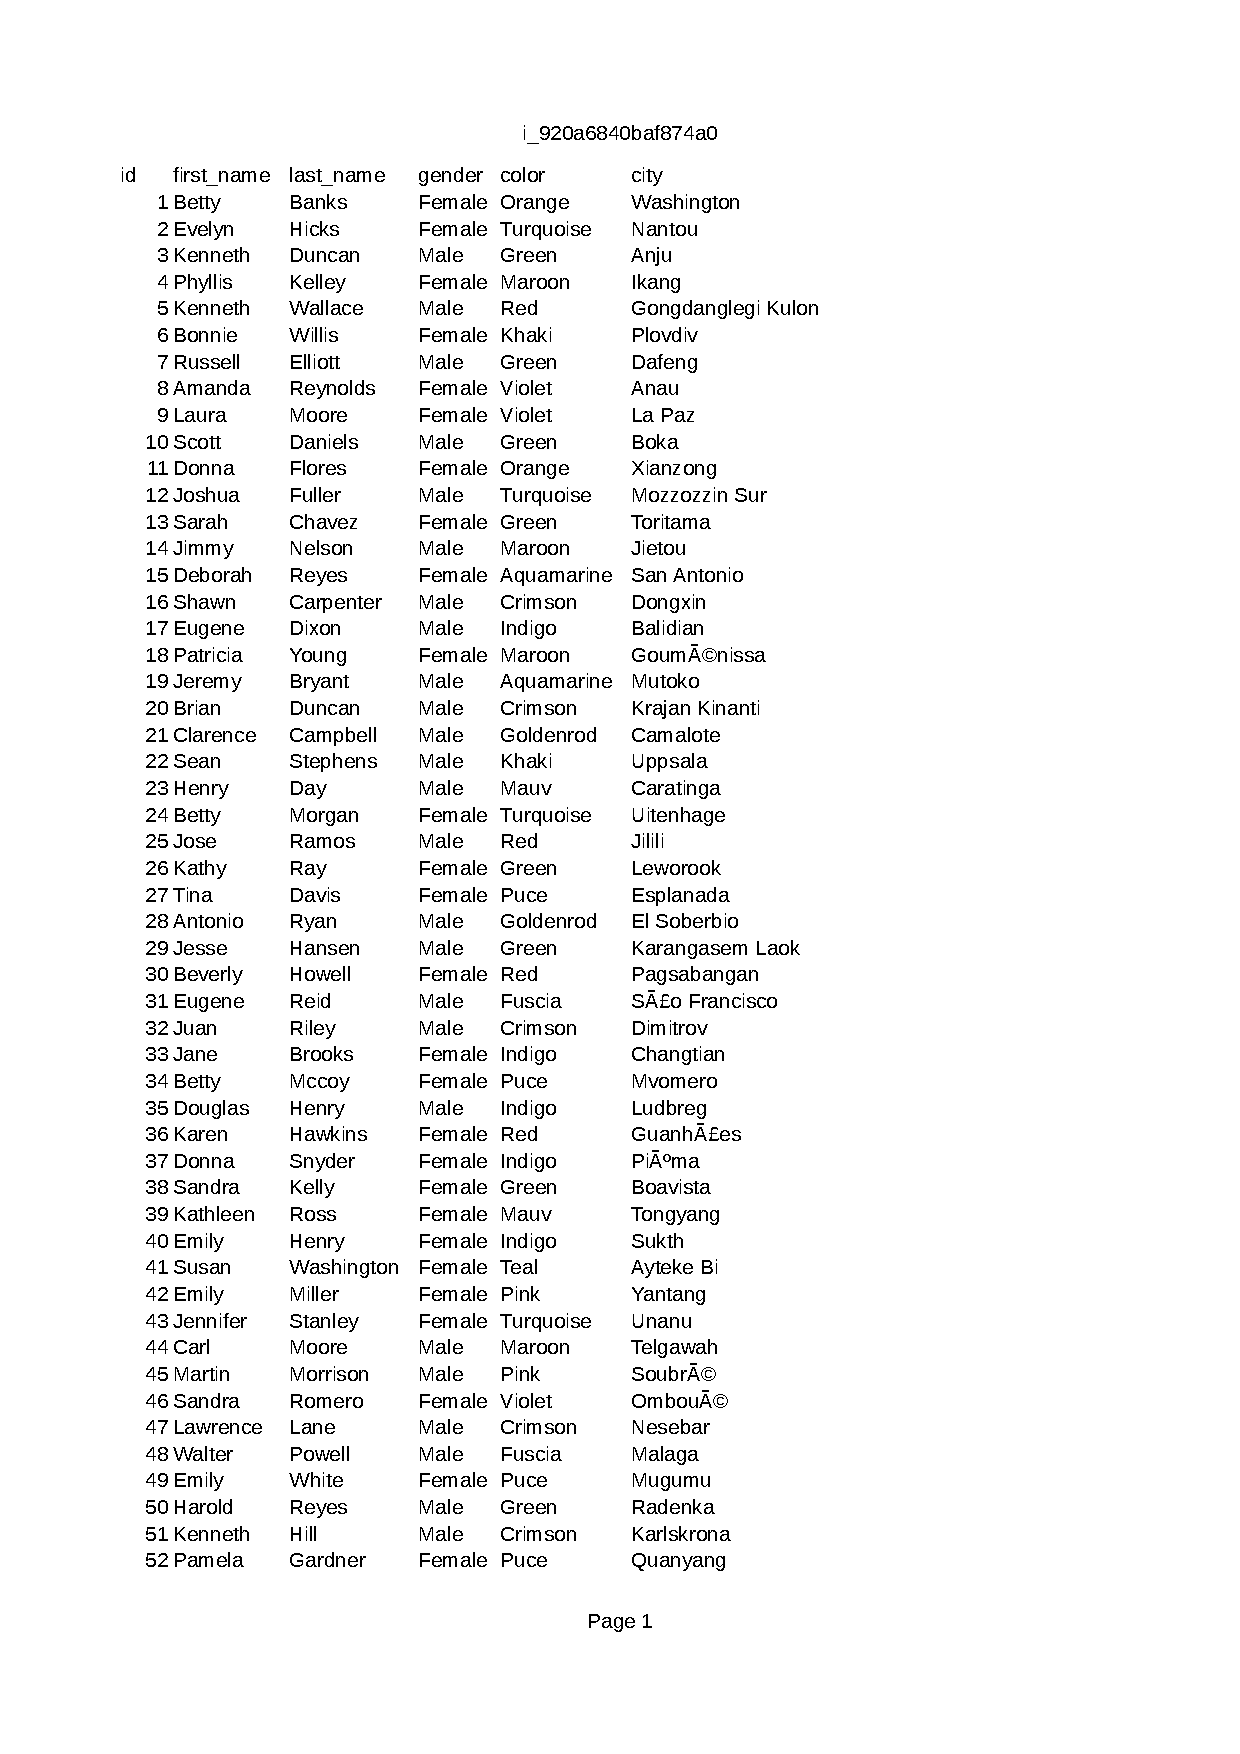 i_920a6840baf874a0
id first_name last_name gender color city
1 Betty Banks Female Orange Washington
2 Evelyn Hicks Female Turquoise Nantou
3 Kenneth Duncan Male Green Anju
4 Phyllis Kelley Female Maroon Ikang
5 Kenneth Wallace Male Red Gongdanglegi Kulon
6 Bonnie Willis Female Khaki Plovdiv
7 Russell Elliott Male Green Dafeng
8 Amanda Reynolds Female Violet Anau
9 Laura Moore Female Violet La Paz
10 Scott Daniels Male Green Boka
11 Donna Flores Female Orange Xianzong
12 Joshua Fuller Male Turquoise Mozzozzin Sur
13 Sarah Chavez Female Green Toritama
14 Jimmy Nelson Male Maroon Jietou
15 Deborah Reyes Female Aquamarine San Antonio
16 Shawn Carpenter Male Crimson Dongxin
17 Eugene Dixon Male Indigo Balidian
18 Patricia Young Female Maroon GoumĀ©nissa
19 Jeremy Bryant Male Aquamarine Mutoko
20 Brian Duncan Male Crimson Krajan Kinanti
21 Clarence Campbell Male Goldenrod Camalote
22 Sean Stephens Male Khaki Uppsala
23 Henry Day Male Mauv Caratinga
24 Betty Morgan Female Turquoise Uitenhage
25 Jose Ramos Male Red Jilili
26 Kathy Ray Female Green Leworook
27 Tina Davis Female Puce Esplanada
28 Antonio Ryan Male Goldenrod El Soberbio
29 Jesse Hansen Male Green Karangasem Laok
30 Beverly Howell Female Red Pagsabangan
31 Eugene Reid Male Fuscia SĀ£o Francisco
32 Juan Riley Male Crimson Dimitrov
33 Jane Brooks Female Indigo Changtian
34 Betty Mccoy Female Puce Mvomero
35 Douglas Henry Male Indigo Ludbreg
36 Karen Hawkins Female Red GuanhĀ£es
37 Donna Snyder Female Indigo PiĀºma
38 Sandra Kelly Female Green Boavista
39 Kathleen Ross Female Mauv Tongyang
40 Emily Henry Female Indigo Sukth
41 Susan Washington Female Teal Ayteke Bi
42 Emily Miller Female Pink Yantang
43 Jennifer Stanley Female Turquoise Unanu
44 Carl Moore Male Maroon Telgawah
45 Martin Morrison Male Pink SoubrĀ©
46 Sandra Romero Female Violet OmbouĀ©
47 Lawrence Lane Male Crimson Nesebar
48 Walter Powell Male Fuscia Malaga
49 Emily White Female Puce Mugumu
50 Harold Reyes Male Green Radenka
51 Kenneth Hill Male Crimson Karlskrona
52 Pamela Gardner Female Puce Quanyang
Page 1